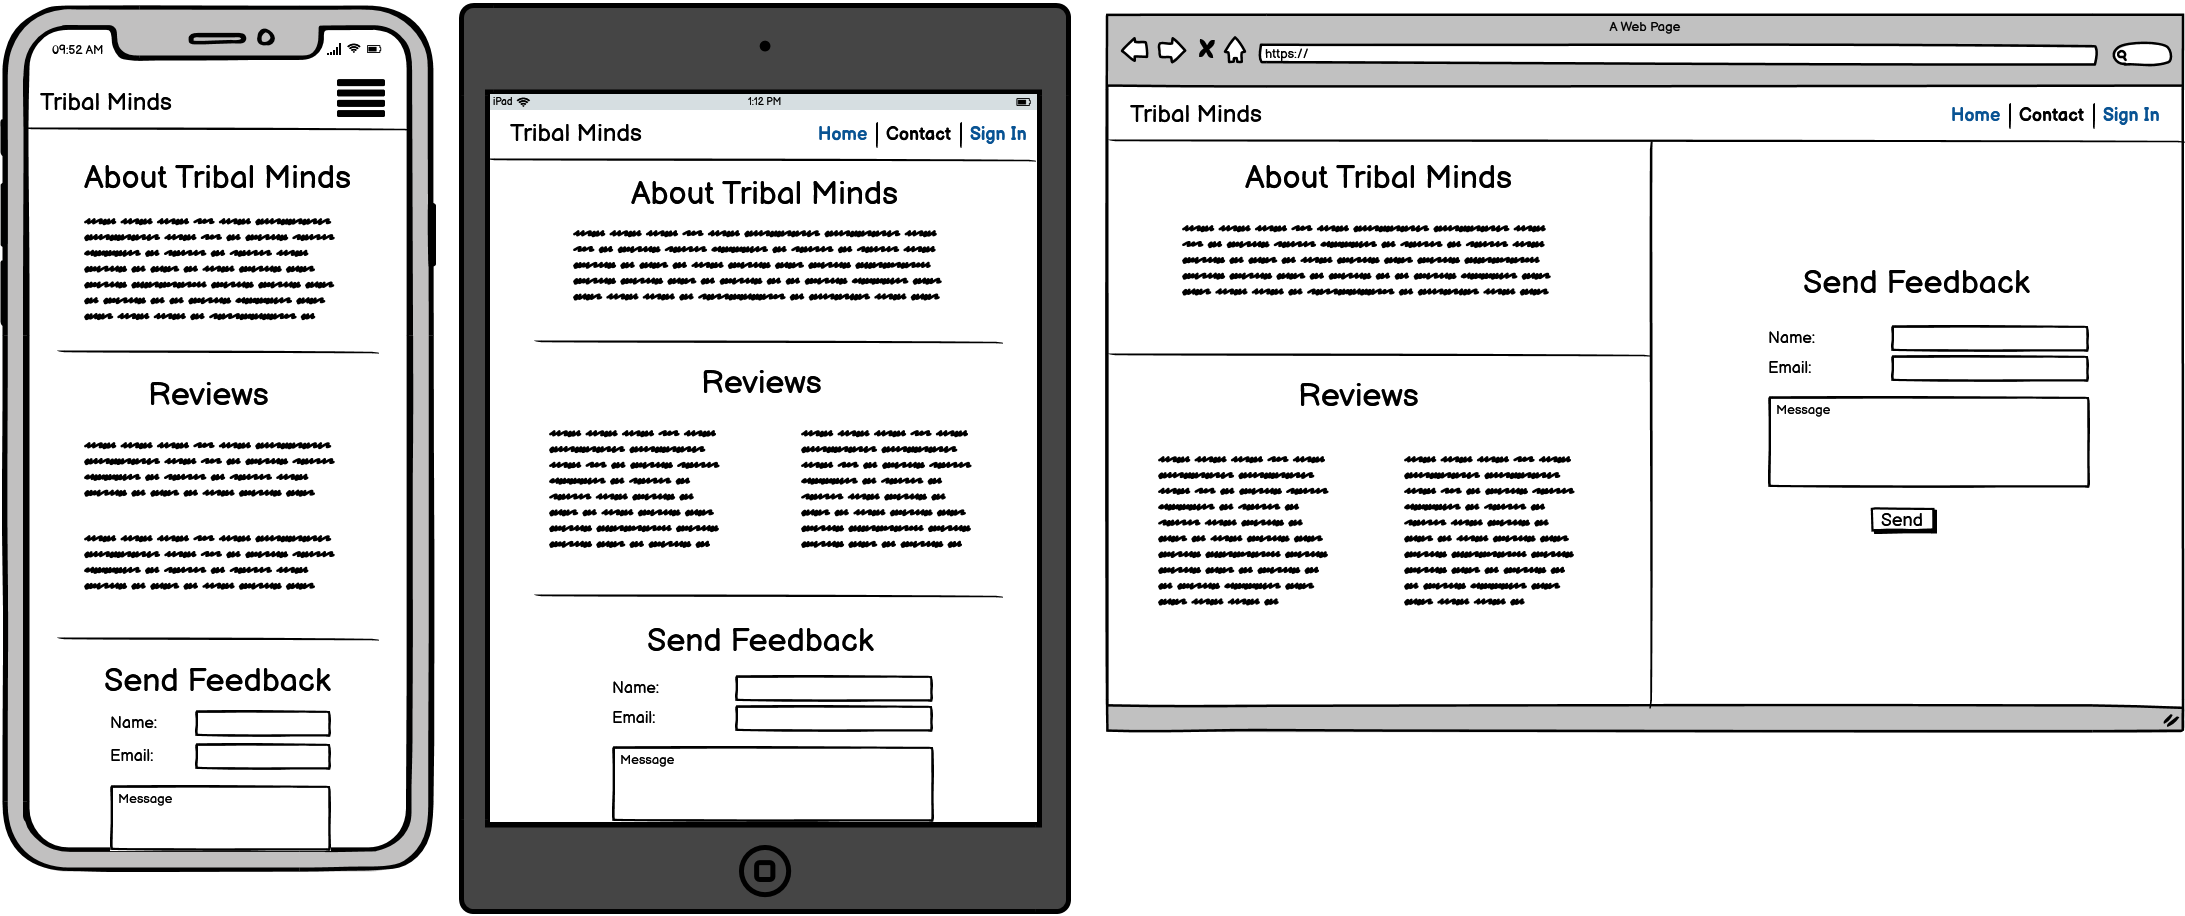 09:52 AM
Tribal Minds
About Tribal Minds
Reviews
Send Feedback
Name:
Email:
Message
iPad
1:12 PM
Tribal Minds
Home
Contact
Sign In
About Tribal Minds
Reviews
Send Feedback
Name:
Email:
Message
A Web Page
https://
Tribal Minds
Home
Contact
Sign In
About Tribal Minds
Reviews
Send Feedback
Name:
Email:
Message
Send